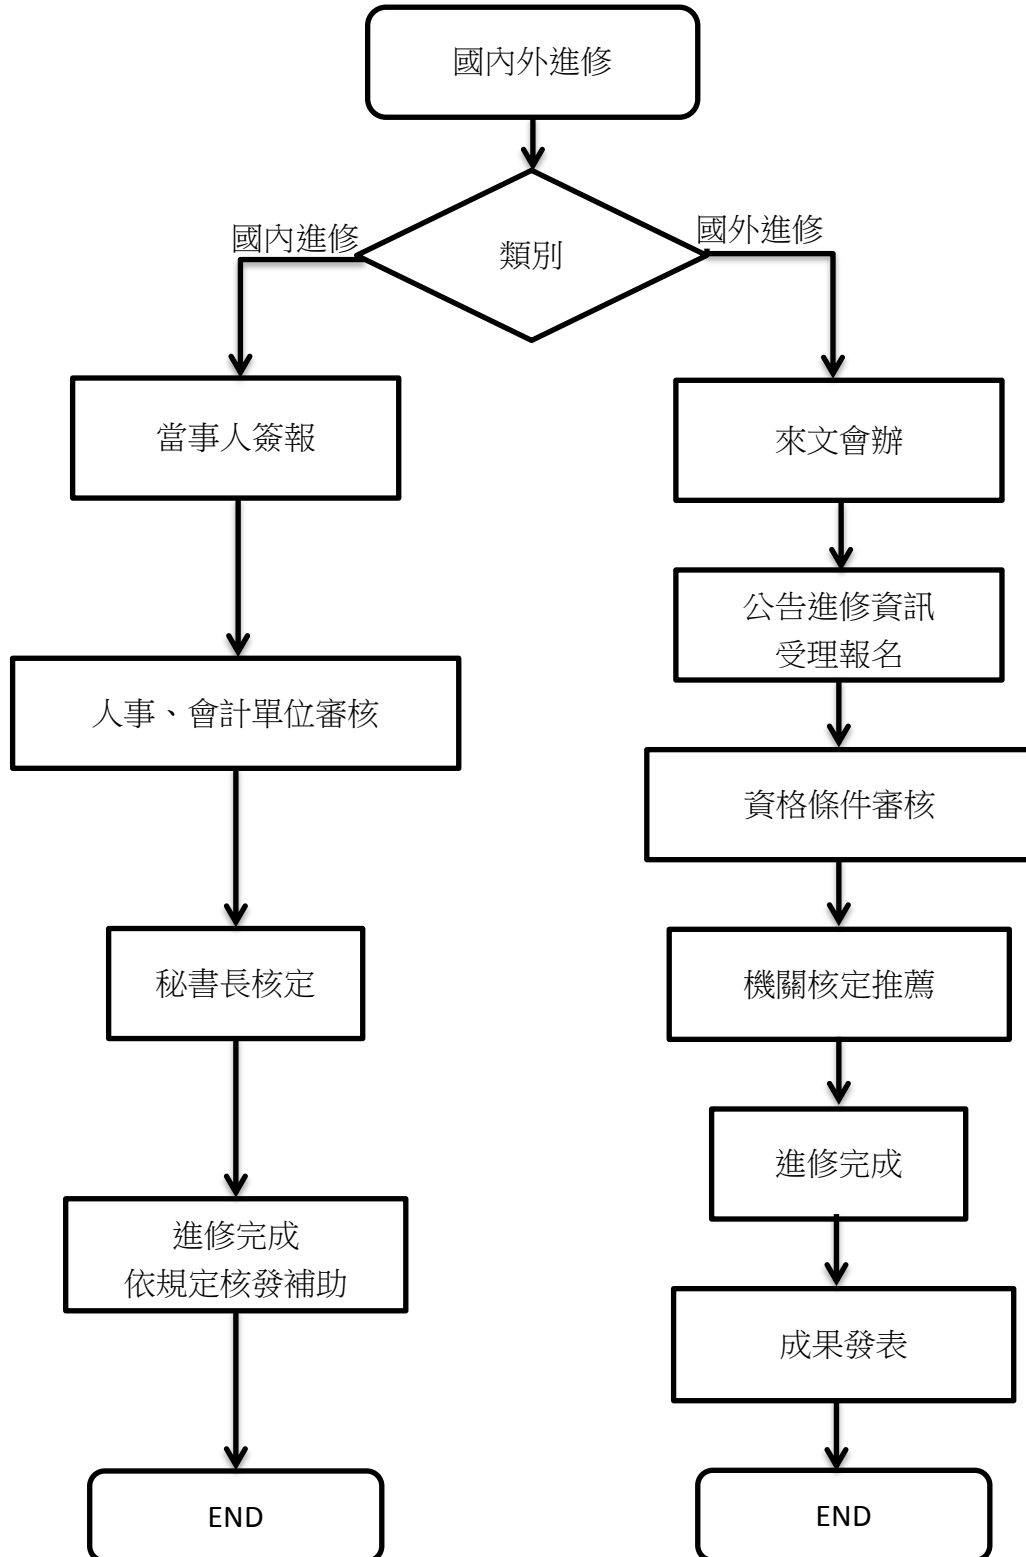 國內外進修
類別
國內進修
國外進修
當事人簽報
人事、會計單位審核
秘書長核定
進修完成
依規定核發補助
END
來文會辦
公告進修資訊
受理報名
資格條件審核
機關核定推薦
進修完成
成果發表
END